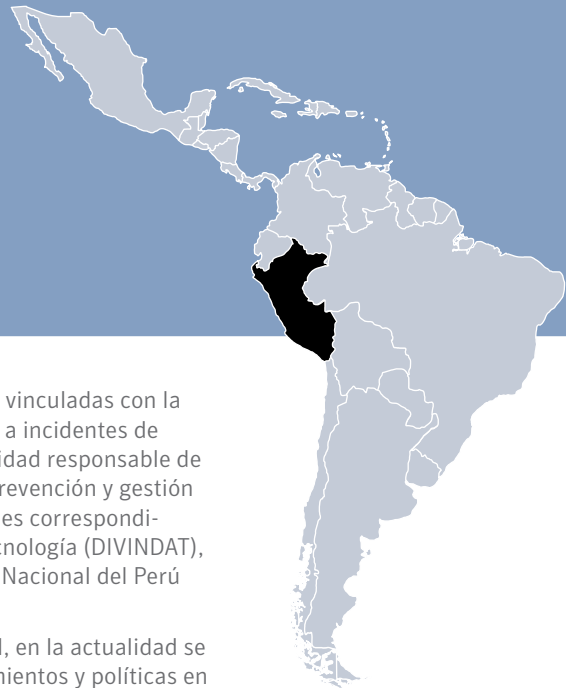 vinculadas con la
a incidentes de
idad responsable de
revención y gestión
es correspondi-
cnología (DIVINDAT),
Nacional del Perú
l, en la actualidad se
mientos y políticas en